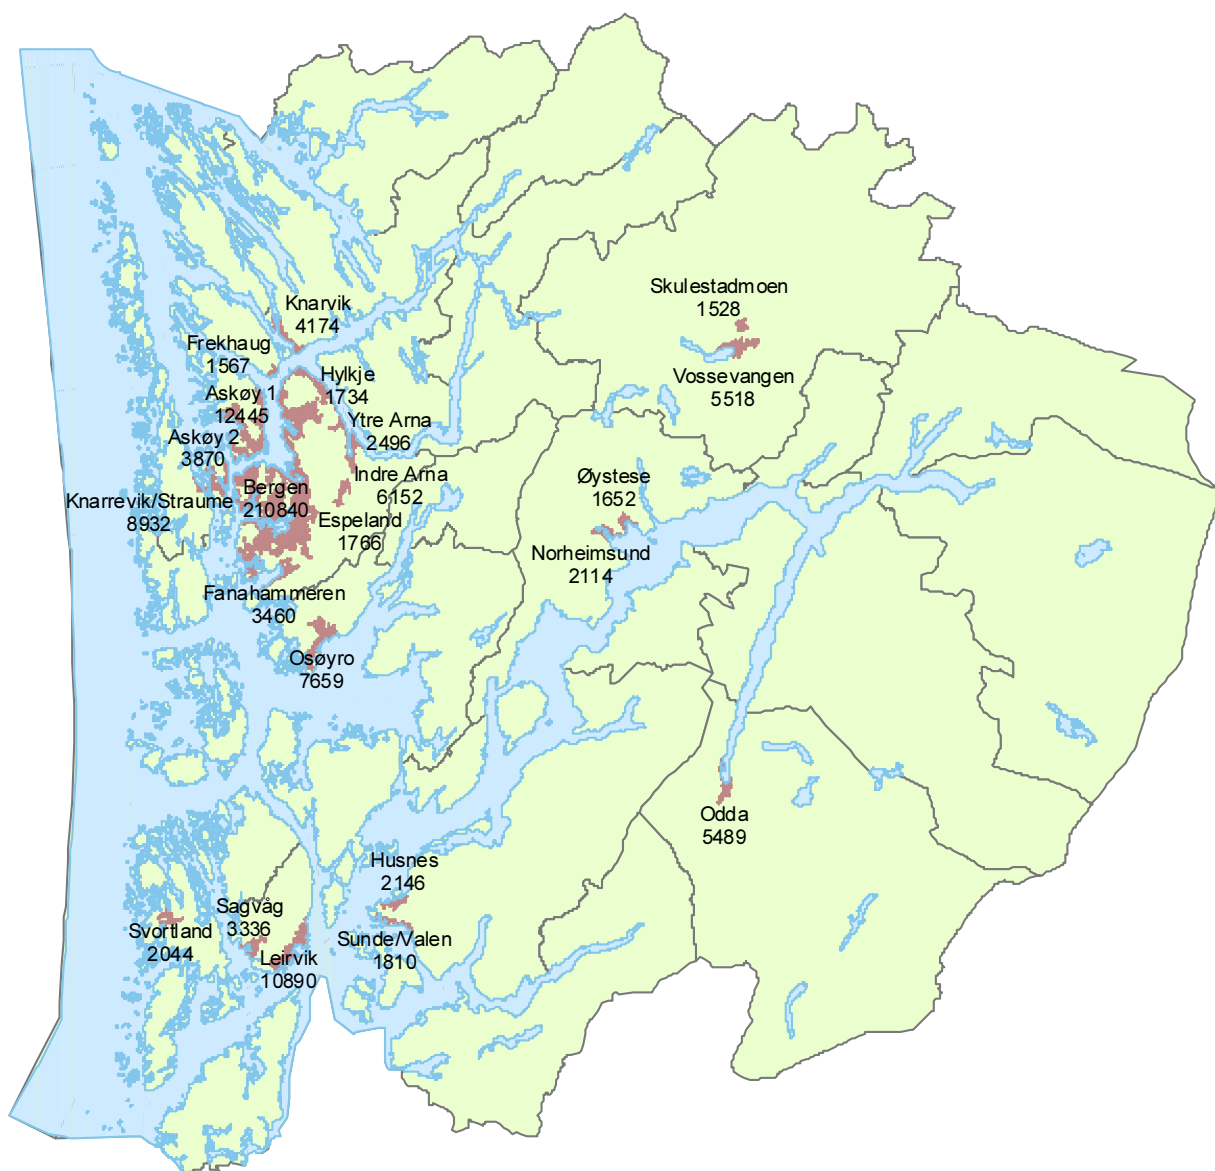 Skulestadmoen
1528
Knarvik
4174
Frekhaug
1567
Hylkje
1734
Vossevangen
5518
Askøy 1
12445
Ytre Arna
2496
Askøy 2
3870
Indre Arna
6152
Øystese
1652
Bergen
210840
Knarrevik/Straume
8932
Espeland
1766
Norheimsund
2114
Fanahammeren
3460
Osøyro
7659
Odda
5489
Husnes
2146
Sagvåg
3336
Svortland
2044
Sunde/Valen
1810
Leirvik
10890